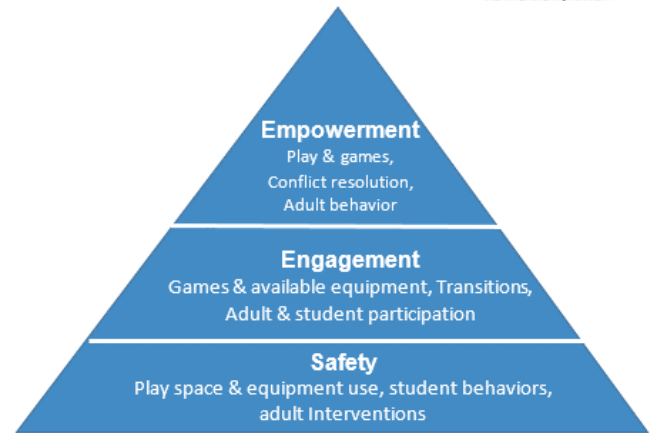 Empowerment
Play & games,
Conflict resolution,
Adult behavior
Engagement
Games & available equipment, Transitions,
Adult & student participation
Safety
Play space & equipment use, student behaviors,
adult Interventions